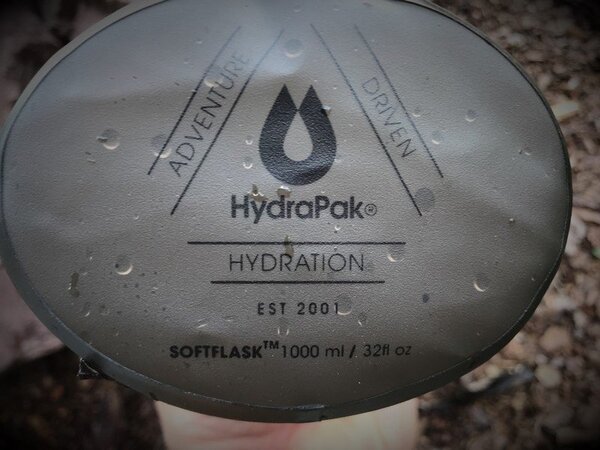 ADVENTURE
DRIVEN
HydraPak®
HYDRATION
EST 2001
SOFTFLASK™ 1000 ml / 32fl oz